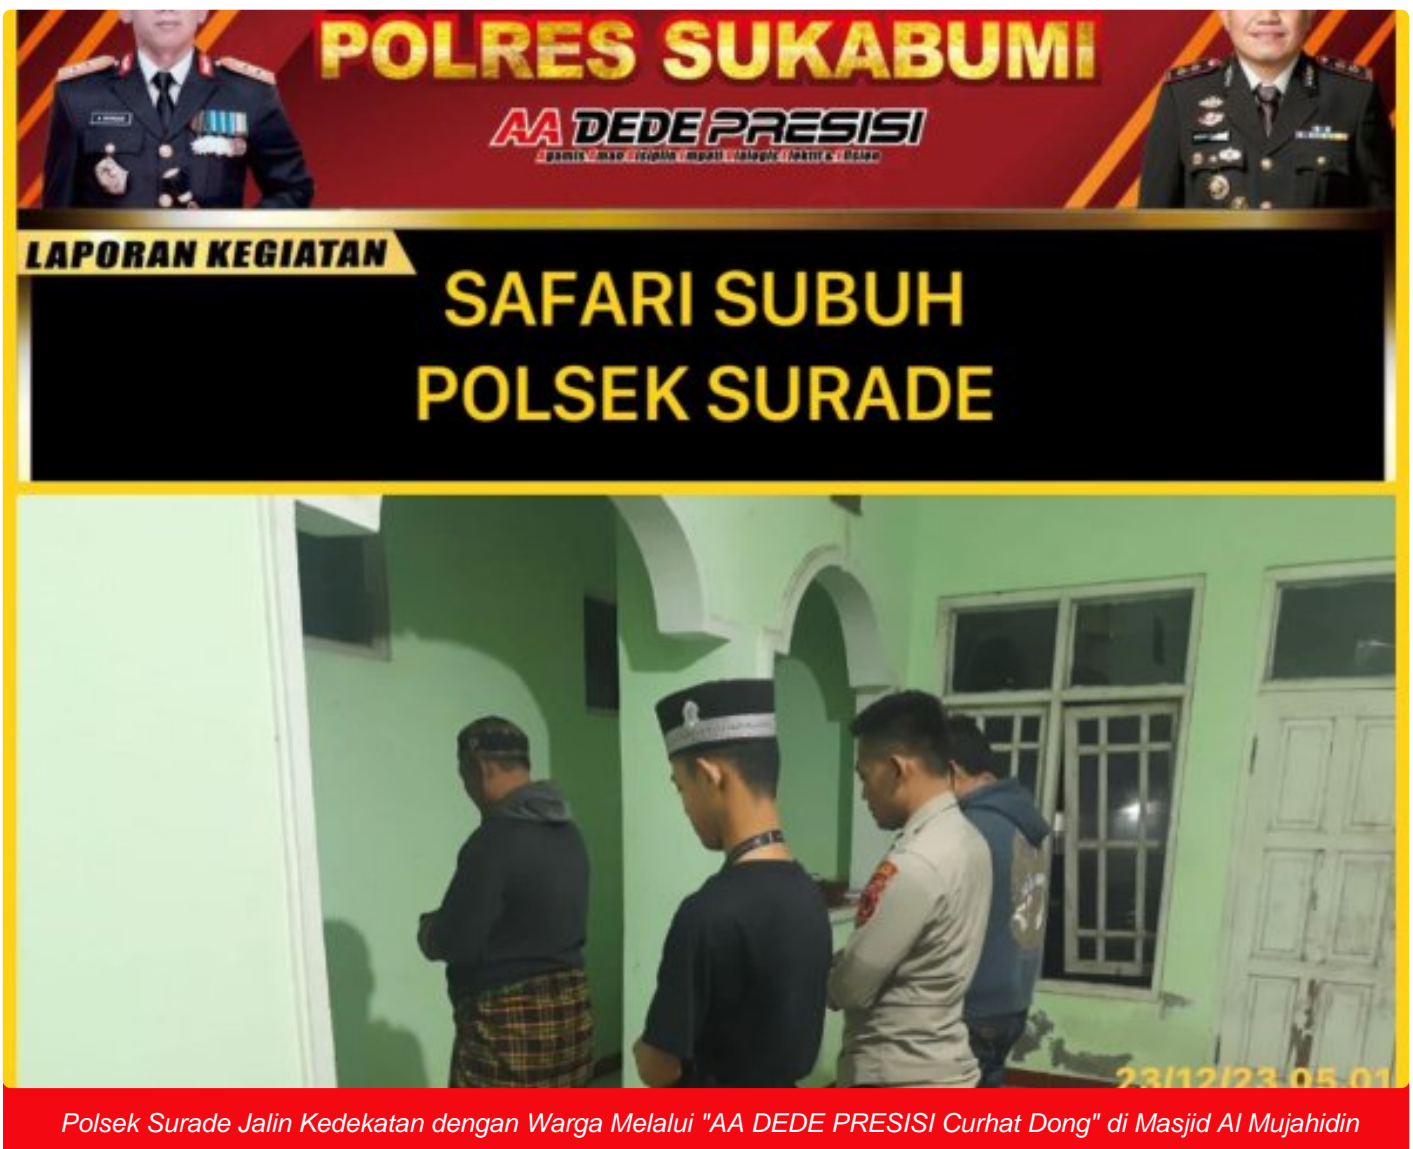 POLRES SUKABUMI
AA DEDE PRESISI
LAPORAN KEGIATAN
SAFARI SUBUH
POLSEK SURADE
23/12/23 05.01
Polsek Surade Jalin Kedekatan dengan Warga Melalui "AA DEDE PRESISI Curhat Dong" di Masjid Al Mujahidin